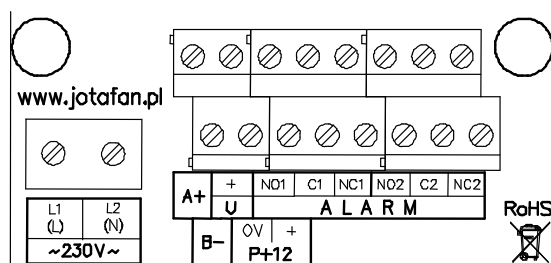 www.jotafan.pl
A+ + NO1 C1 NC1 NO2 C2 NC2
U ALARM
L1 L2
(L) (N)
~230V~
B- 0V +
P+12
RoHS